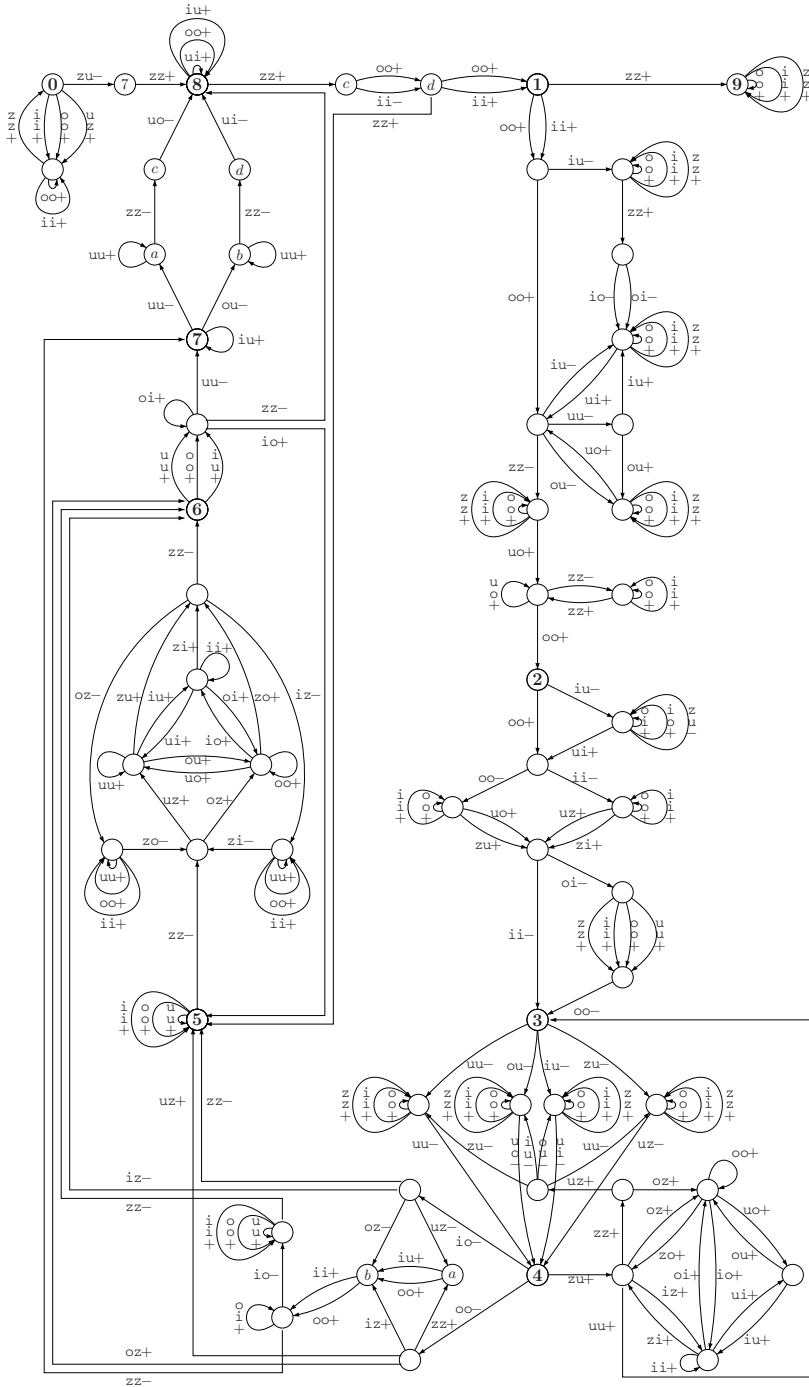 iu+
oo+
ui+
0 zu− 7 zz+ 8 zz+ c oo+ d oo+ 1 zz+ 9
ii− ii+
zz+
z i o u
z i o z
+ + + +
oo+
ii+
uo− ui−
c d
zz− zz−
uu+ a b uu+
uu− ou−
7 iu+
uu−
oi+ zz−
io+
u o i
u o u
+ + +
6
zz−
oz− zu+ iu+ zi+ ii+ oi+ zo+ iz−
ui+ io+
ou+
uu+ uo+ oo+
uz+ oz+
zo− zi−
uu+ uu+
oo+ oo+
ii+ ii+
zz−
i o u
i o u
+ + +
5
uz+ zz−
oo+ ii+
iu−
o i z
o i z
+ + +
zz+
oo+
io− oi−
o i z
o i z
+ + +
iu− ui+ iu+
uu−
uo+ ou+
zz− ou−
z i o
z i o
+ + +
o i z
o i z
+ + +
uo+
u
o
+
zz−
zz+
o i
o i
+ +
oo+
2 iu−
oo+
o i z
i o u
+ + −
ui+
oo− ii−
i o
i o
+ +
uo+ uz+
zu+ zi+
o i
o i
+ +
oi−
ii−
z i o u
z i o u
+ + + +
oo−
3
uu− ou− iu− zu−
z i o
z i o
+ + +
z i o
z i o
+ + +
o i z
o i z
+ + +
o i z
o i z
+ + +
uu− zu− uu− uz−
uz+ oz+ oo+
iz−
zz−
oz− uz− io−
i o u
i o u
+ + +
io− ii+ b iu+ a
oo+
oo+
o
i
+
iz+ zz+ oo−
4 zu+
zz+
oz+ zo+ oi+ io+ uo+ ou+
iz+ ui+
zi+ iu+
ii+
uu+
oz+
zz−